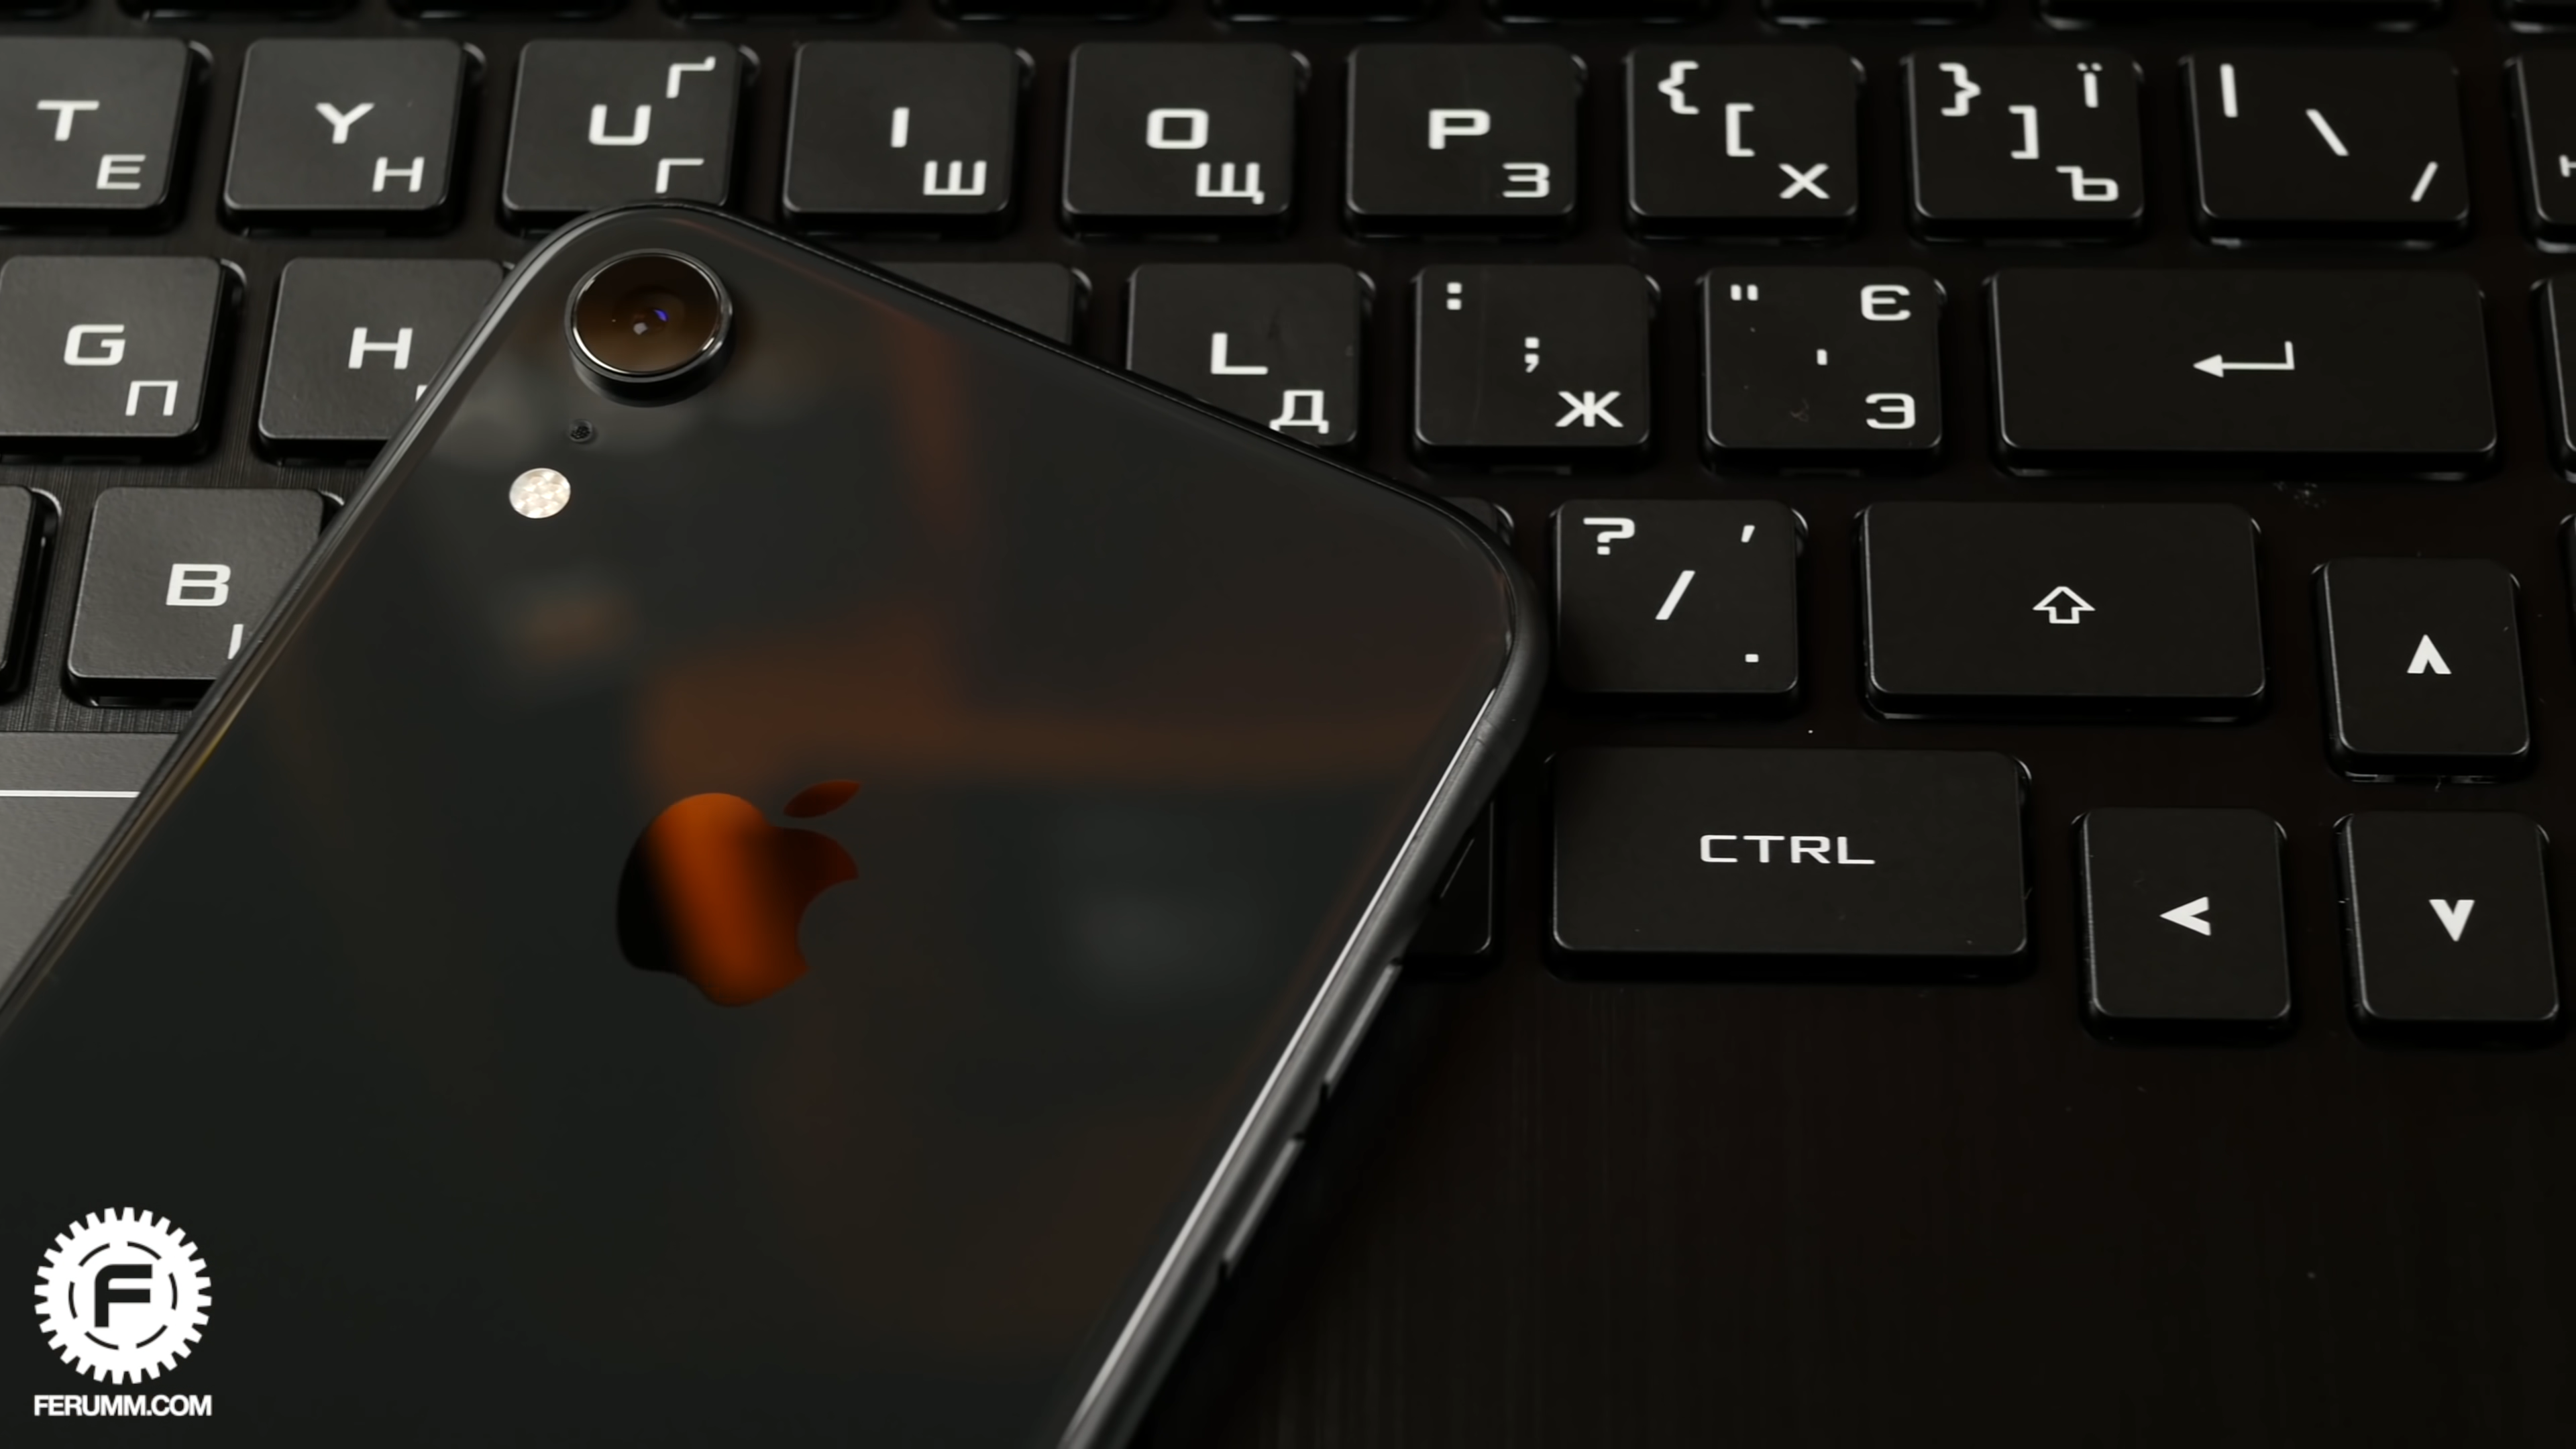 T Е
Y Н
U Ґ Г
I Ш
O Щ
P З
{ [ Х
} ] Ї Ъ
| \ /
G П
H
L Д
: ; Ж
" ' Є Э
B
? / , .
CTRL
F
FERUMM.COM